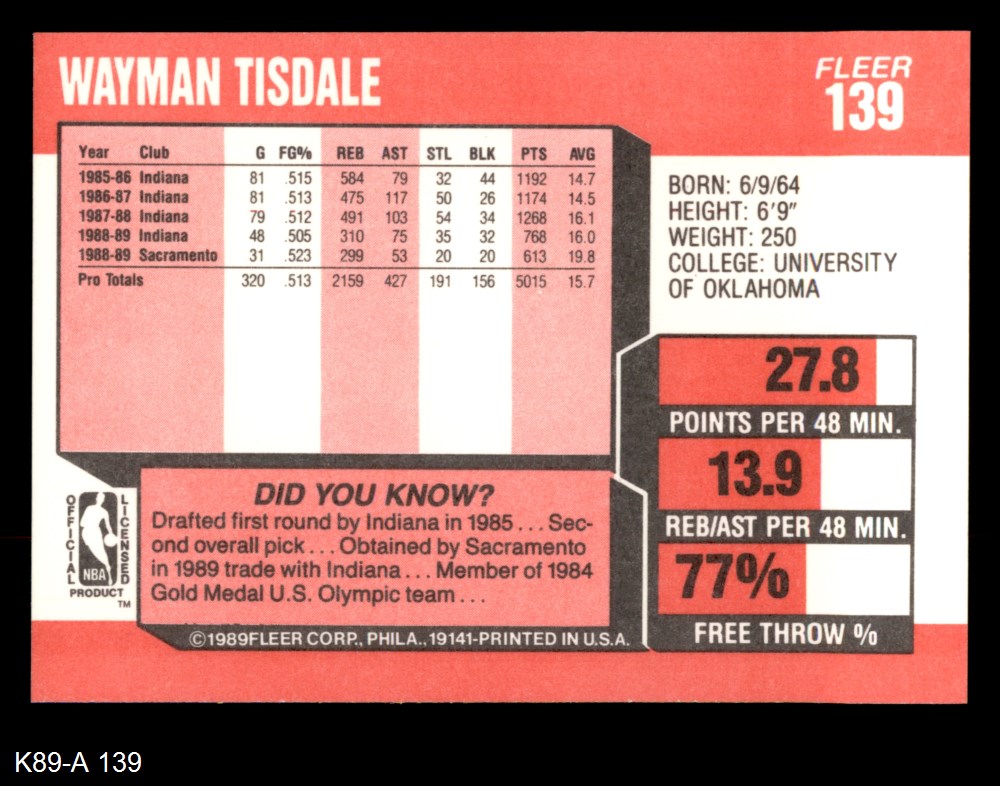 WAYMAN TISDALE
FLEER
139
Year Club G FG% REB AST STL BLK PTS AVG
1985-86 Indiana 81 .515 584 79 32 44 1192 14.7
1986-87 Indiana 81 .513 475 117 50 26 1174 14.5
1987-88 Indiana 79 .512 491 103 54 34 1268 16.1
1988-89 Indiana 48 .505 310 75 35 32 768 16.0
1988-89 Sacramento 31 .523 299 53 20 20 613 19.8
Pro Totals 320 .513 2159 427 191 156 5015 15.7
BORN: 6/9/64
HEIGHT: 6'9"
WEIGHT: 250
COLLEGE: UNIVERSITY
OF OKLAHOMA
27.8
POINTS PER 48 MIN.
13.9
REB/AST PER 48 MIN.
77%
FREE THROW %
OFFICIAL
LICENSED
NBA
PRODUCT
TM
DID YOU KNOW?
Drafted first round by Indiana in 1985 . . . Sec-
ond overall pick . . . Obtained by Sacramento
in 1989 trade with Indiana . . . Member of 1984
Gold Medal U.S. Olympic team . . .
©1989FLEER CORP., PHILA., 19141-PRINTED IN U.S.A.
K89-A 139